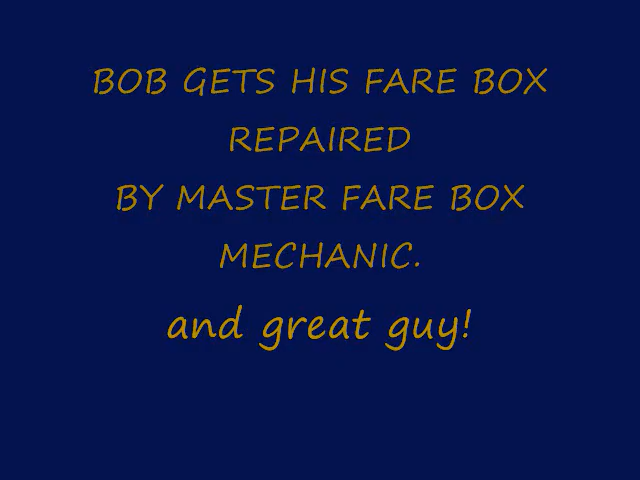 BOB GETS HIS FARE BOX
REPAIRED
BY MASTER FARE BOX
MECHANIC.
and great guy!